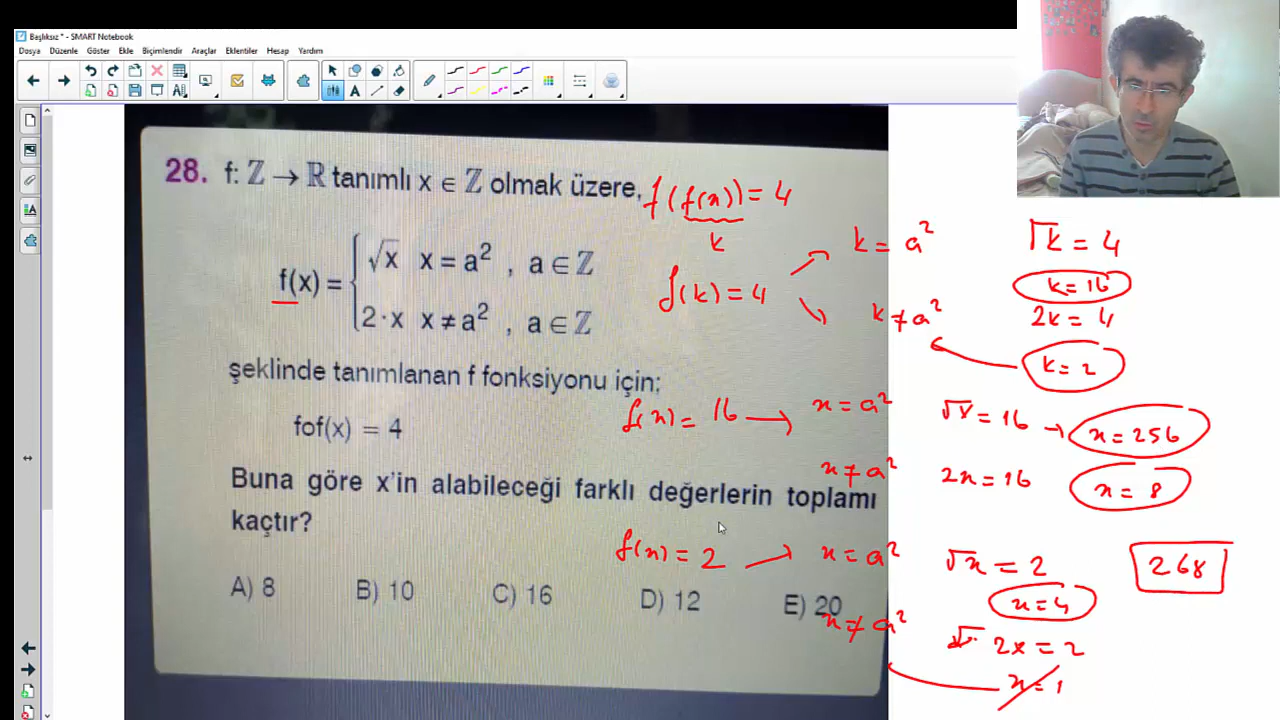 Başlıksız * - SMART Notebook
Dosya Düzenle Göster Ekle Biçimlendir Araçlar Eklentiler Hesap Yardım
28. f: ℤ → ℝ tanımlı x ∈ ℤ olmak üzere,
f(x) = { √x x = a² , a ∈ ℤ
2·x x ≠ a² , a ∈ ℤ
şeklinde tanımlanan f fonksiyonu için;
fof(x) = 4
Buna göre x'in alabileceği farklı değerlerin toplamı
kaçtır?
A) 8 B) 10 C) 16 D) 12 E) 20
f(f(x)) = 4
k
f(k) = 4
k = a² √k = 4
k = 16
k ≠ a² 2k = 4
k = 2
f(x) = 16 → x = a² √x = 16 → x = 256
x ≠ a² 2x = 16 x = 8
f(x) = 2 → x = a² √x = 2
x = 4
x ≠ a² √. 2x = 2
x = 1
268